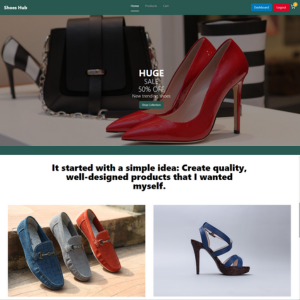 Shoes Hub
Home Products Cart
Dashboard Logout
HUGE
SALE
50% OFF
New trending shoes
Shop Collection
It started with a simple idea: Create quality,
well-designed products that I wanted
myself.